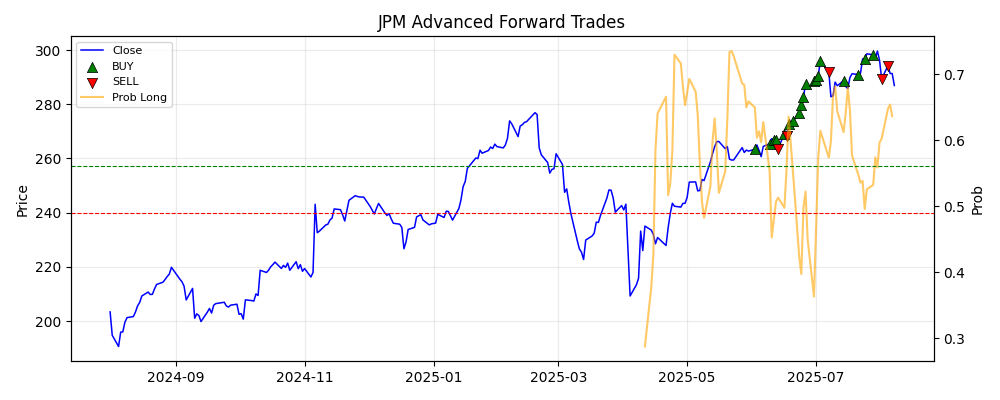 JPM Advanced Forward Trades
Close
BUY
SELL
Prob Long
Price
300
280
260
240
220
200
0.7
0.6
0.5
0.4
0.3
Prob
2024-09
2024-11
2025-01
2025-03
2025-05
2025-07